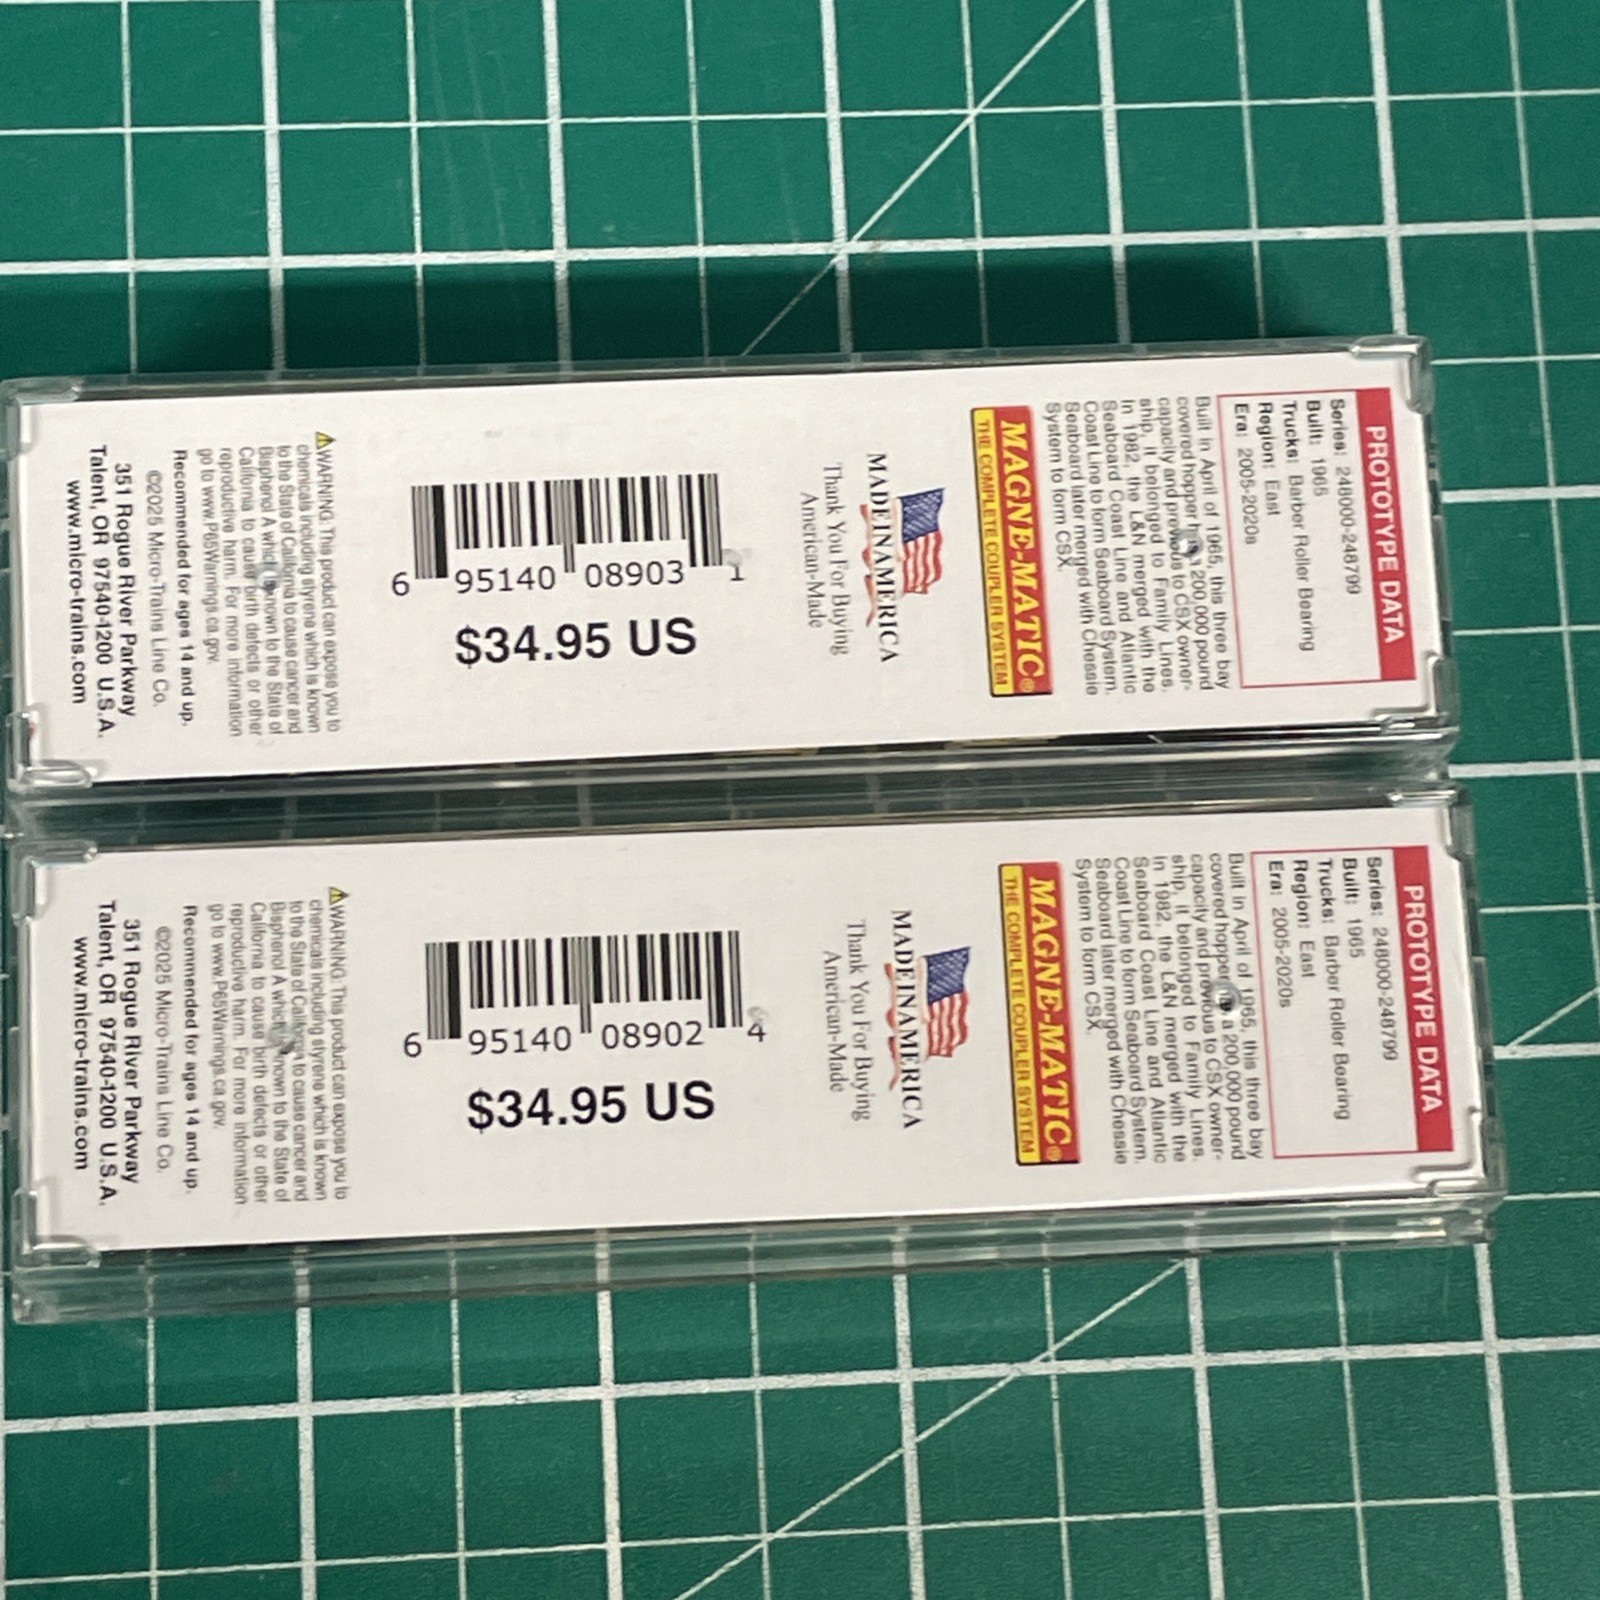 PROTOTYPE DATA
Series: 248000-248799
Built: 1965
Trucks: Barber Roller Bearing
Region: East
Era: 2005-2020s
Built in April of 1965, this three bay
covered hopper a 200,000 pound
capacity and previous to CSX owner-
ship, it belonged to Family Lines.
In 1982, the L&N merged with the
Seaboard Coast Line and Atlantic
Coast Line to form Seaboard System.
Seaboard later merged with Chessie
System to form CSX.
MAGNE-MATIC®
THE COMPLETE COUPLER SYSTEM
MADE IN AMERICA
Thank You For Buying
American-Made
6 95140 08903 1
$34.95 US
⚠WARNING: This product can expose you to
chemicals including styrene which is known
to the State of California to cause cancer and
Bisphenol A which is known to the State of
California to cause birth defects or other
reproductive harm. For more information
go to www.P65Warnings.ca.gov.
Recommended for ages 14 and up.
©2025 Micro-Trains Line Co.
351 Rogue River Parkway
Talent, OR 97540-1200 U.S.A.
www.micro-trains.com
PROTOTYPE DATA
Series: 248000-248799
Built: 1965
Trucks: Barber Roller Bearing
Region: East
Era: 2005-2020s
Built in April of 1965, this three bay
covered hopper a 200,000 pound
capacity and previous to CSX owner-
ship, it belonged to Family Lines.
In 1982, the L&N merged with the
Seaboard Coast Line and Atlantic
Coast Line to form Seaboard System.
Seaboard later merged with Chessie
System to form CSX.
MAGNE-MATIC®
THE COMPLETE COUPLER SYSTEM
MADE IN AMERICA
Thank You For Buying
American-Made
6 95140 08902 4
$34.95 US
⚠WARNING: This product can expose you to
chemicals including styrene which is known
to the State of California to cause cancer and
Bisphenol A which known to the State of
California to cause birth defects or other
reproductive harm. For more information
go to www.P65Warnings.ca.gov.
Recommended for ages 14 and up.
©2025 Micro-Trains Line Co.
351 Rogue River Parkway
Talent, OR 97540-1200 U.S.A.
www.micro-trains.com